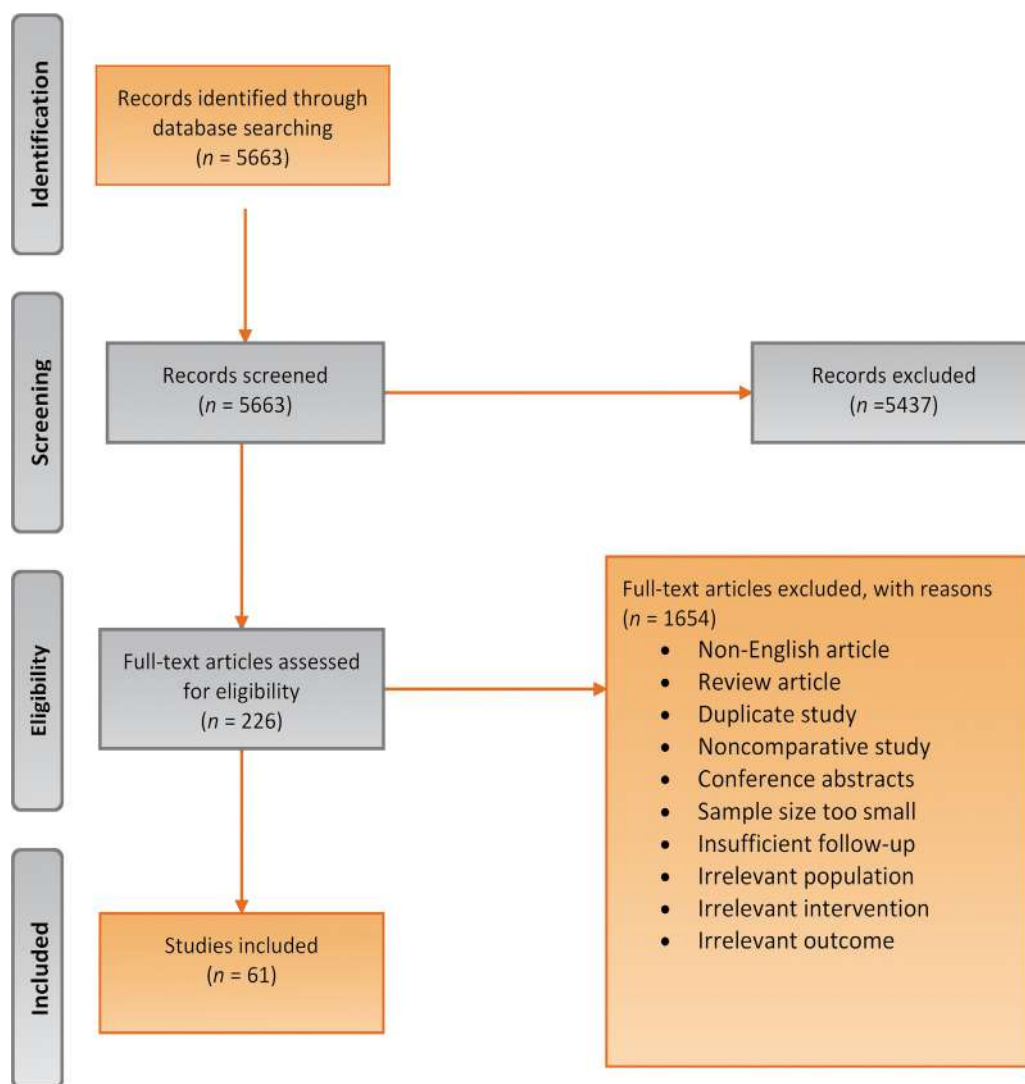 Identification
Records identified through
database searching
(n = 5663)
Screening
Records screened
(n = 5663)
Records excluded
(n =5437)
Eligibility
Full-text articles assessed
for eligibility
(n = 226)
Full-text articles excluded, with reasons
(n = 1654)
• Non-English article
• Review article
• Duplicate study
• Noncomparative study
• Conference abstracts
• Sample size too small
• Insufficient follow-up
• Irrelevant population
• Irrelevant intervention
• Irrelevant outcome
Included
Studies included
(n = 61)